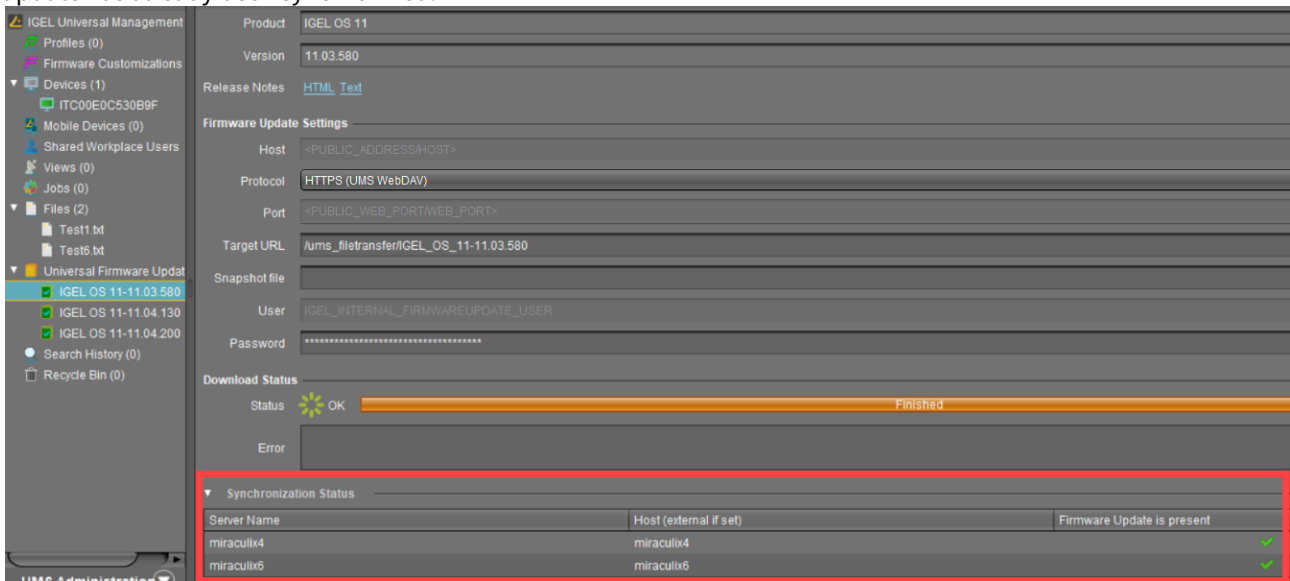 IGEL Universal Management
Profiles (0)
Firmware Customizations
Devices (1)
ITC00E0C530B9F
Mobile Devices (0)
Shared Workplace Users
Views (0)
Jobs (0)
Files (2)
Test1.txt
Test6.txt
Universal Firmware Updat
IGEL OS 11-11.03.580
IGEL OS 11-11.04.130
IGEL OS 11-11.04.200
Search History (0)
Recycle Bin (0)
UMS Administration
Product IGEL OS 11
Version 11.03.580
Release Notes HTML Text
Firmware Update Settings
Host <PUBLIC_ADDRESS/HOST>
Protocol HTTPS (UMS WebDAV)
Port <PUBLIC_WEB_PORT/WEB_PORT>
Target URL /ums_filetransfer/IGEL_OS_11-11.03.580
Snapshot file
User IGEL_INTERNAL_FIRMWAREUPDATE_USER
Password ************************************
Download Status
Status OK Finished
Error
Synchronization Status
Server Name Host (external if set) Firmware Update is present
miraculix4 miraculix4
miraculix6 miraculix6